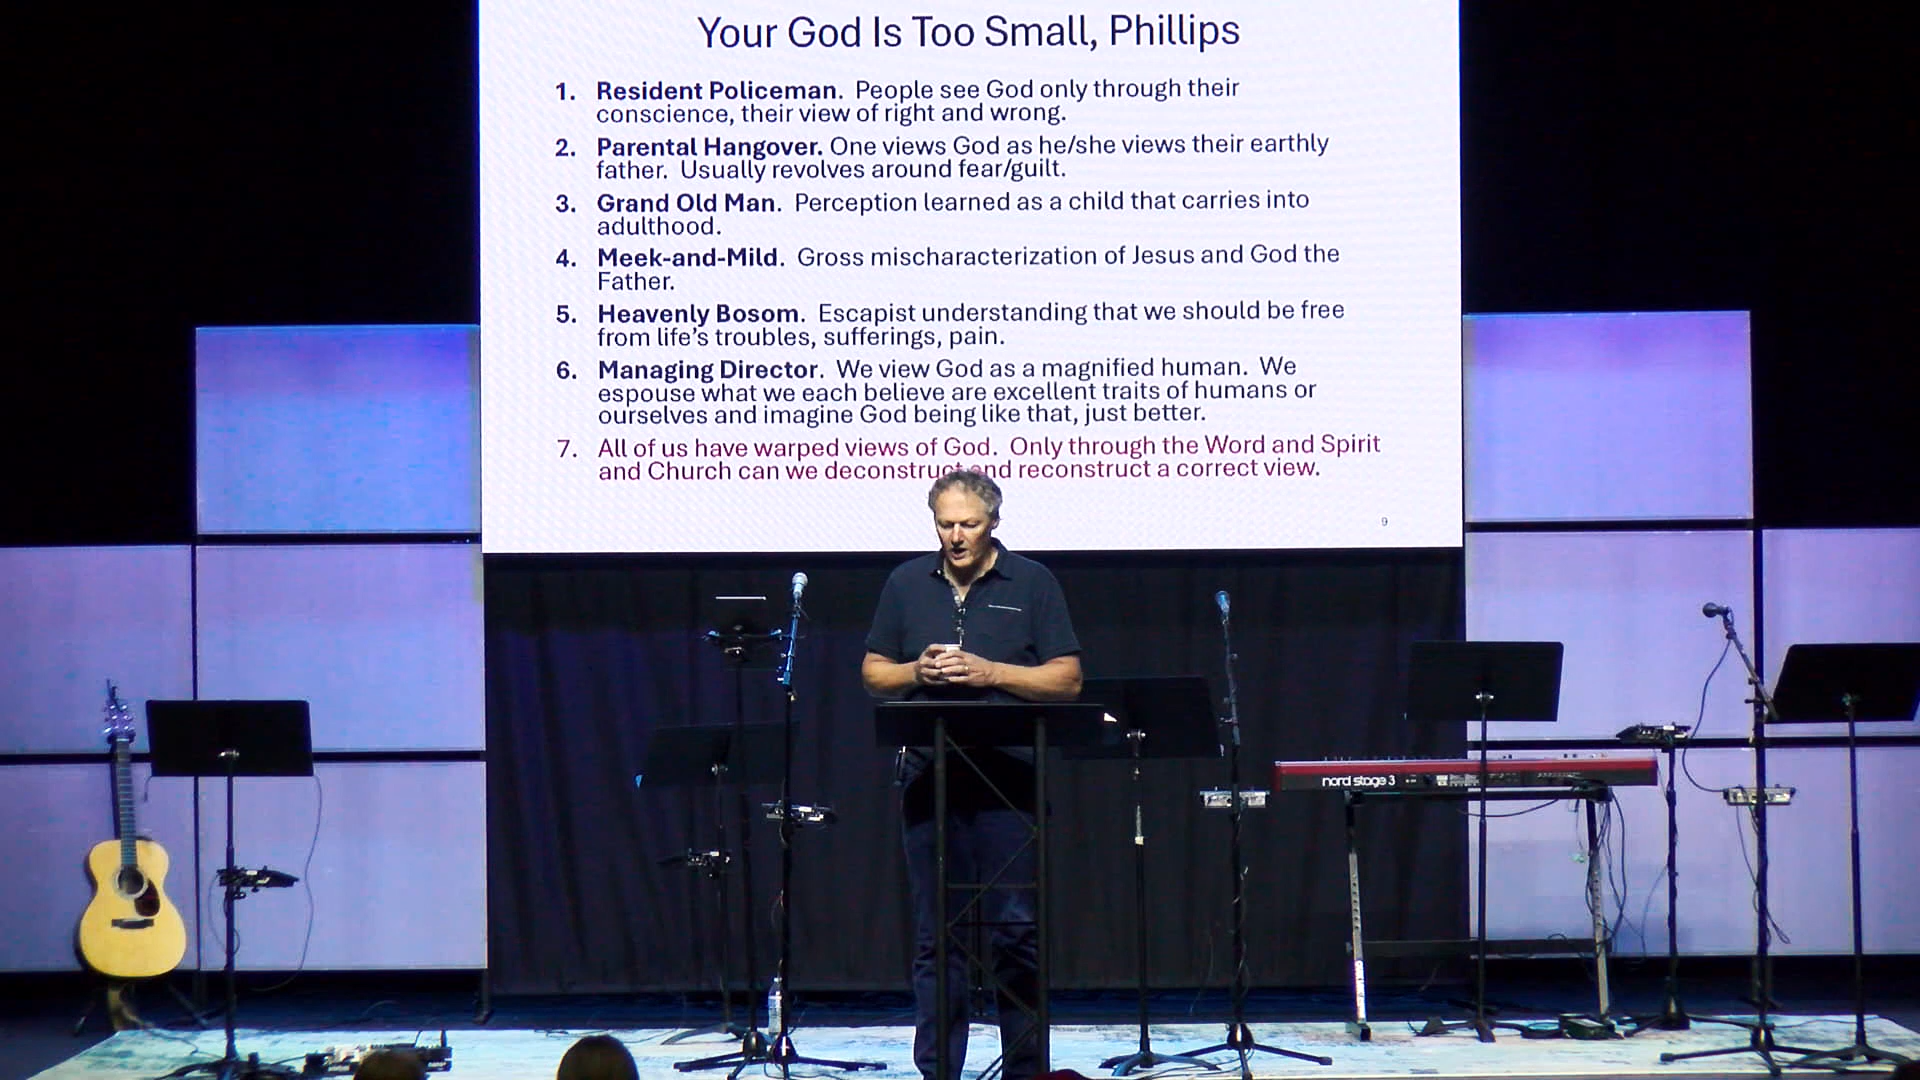 Your God Is Too Small, Phillips
1. Resident Policeman. People see God only through their
conscience, their view of right and wrong.
2. Parental Hangover. One views God as he/she views their earthly
father. Usually revolves around fear/guilt.
3. Grand Old Man. Perception learned as a child that carries into
adulthood.
4. Meek-and-Mild. Gross mischaracterization of Jesus and God the
Father.
5. Heavenly Bosom. Escapist understanding that we should be free
from life's troubles, sufferings, pain.
6. Managing Director. We view God as a magnified human. We
espouse what we each believe are excellent traits of humans or
ourselves and imagine God being like that, just better.
7. All of us have warped views of God. Only through the Word and Spirit
and Church can we deconstruct and reconstruct a correct view.
9
nord stage 3